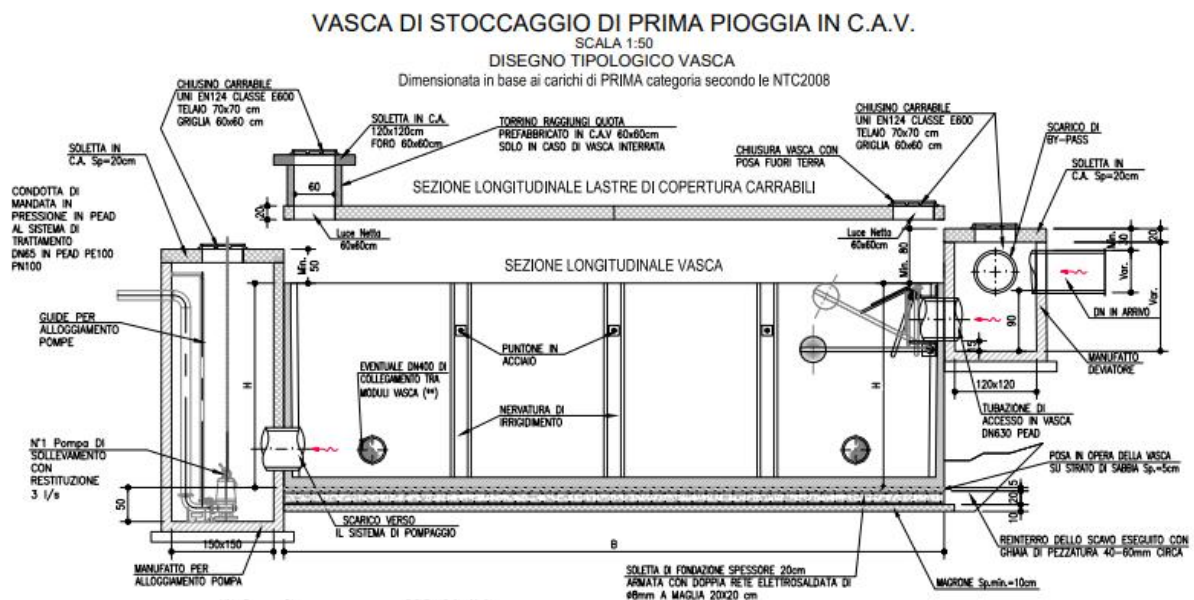 VASCA DI STOCCAGGIO DI PRIMA PIOGGIA IN C.A.V.
SCALA 1:50
DISEGNO TIPOLOGICO VASCA
Dimensionata in base ai carichi di PRIMA categoria secondo le NTC2008
CHIUSINO CARRABILE
UNI EN124 CLASSE E600
TELAIO 70x70 cm
GRIGLIA 60x60 cm
SOLETTA IN C.A.
120x120cm
FORO 60x60cm
TORRINO RAGGIUNGI QUOTA
PREFABBRICATO IN C.A.V 60x60cm
SOLO IN CASO DI VASCA INTERRATA
CHIUSINO CARRABILE
UNI EN124 CLASSE E600
TELAIO 70x70 cm
GRIGLIA 60x60 cm
SCARICO DI
BY-PASS
SOLETTA IN
C.A. Sp=20cm
CHIUSURA VASCA CON
POSA FUORI TERRA
SOLETTA IN
C.A. Sp=20cm
CONDOTTA DI
MANDATA IN
PRESSIONE IN PEAD
AL SISTEMA DI
TRATTAMENTO
DN65 IN PEAD PE100
PN100
60
SEZIONE LONGITUDINALE LASTRE DI COPERTURA CARRABILI
20
Luce Netta
60x60cm
Luce Netta
60x60cm
Min.
50
SEZIONE LONGITUDINALE VASCA
Min. 80
Min.
30
20
Var.
Var.
90
15
DN IN ARRIVO
GUIDE PER
ALLOGGIAMENTO
POMPE
H
PUNTONE IN
ACCIAIO
EVENTUALE DN400 DI
COLLEGAMENTO TRA
MODULI VASCA (**)
NERVATURA DI
IRRIGIDIMENTO
H
MANUFATTO
DEVIATORE
120x120
TUBAZIONE DI
ACCESSO IN VASCA
DN630 PEAD
N°1 Pompa DI
SOLLEVAMENTO
CON
RESTITUZIONE
3 l/s
50
POSA IN OPERA DELLA VASCA
SU STRATO DI SABBIA Sp.=5cm
5
20
10
SCARICO VERSO
IL SISTEMA DI POMPAGGIO
150x150
B
REINTERRO DELLO SCAVO ESEGUITO CON
GHIAIA DI PEZZATURA 40-60mm CIRCA
MANUFATTO PER
ALLOGGIAMENTO POMPA
SOLETTA DI FONDAZIONE SPESSORE 20cm
ARMATA CON DOPPIA RETE ELETTROSALDATA DI
ø8mm A MAGLIA 20X20 cm
MAGRONE Sp.min.=10cm